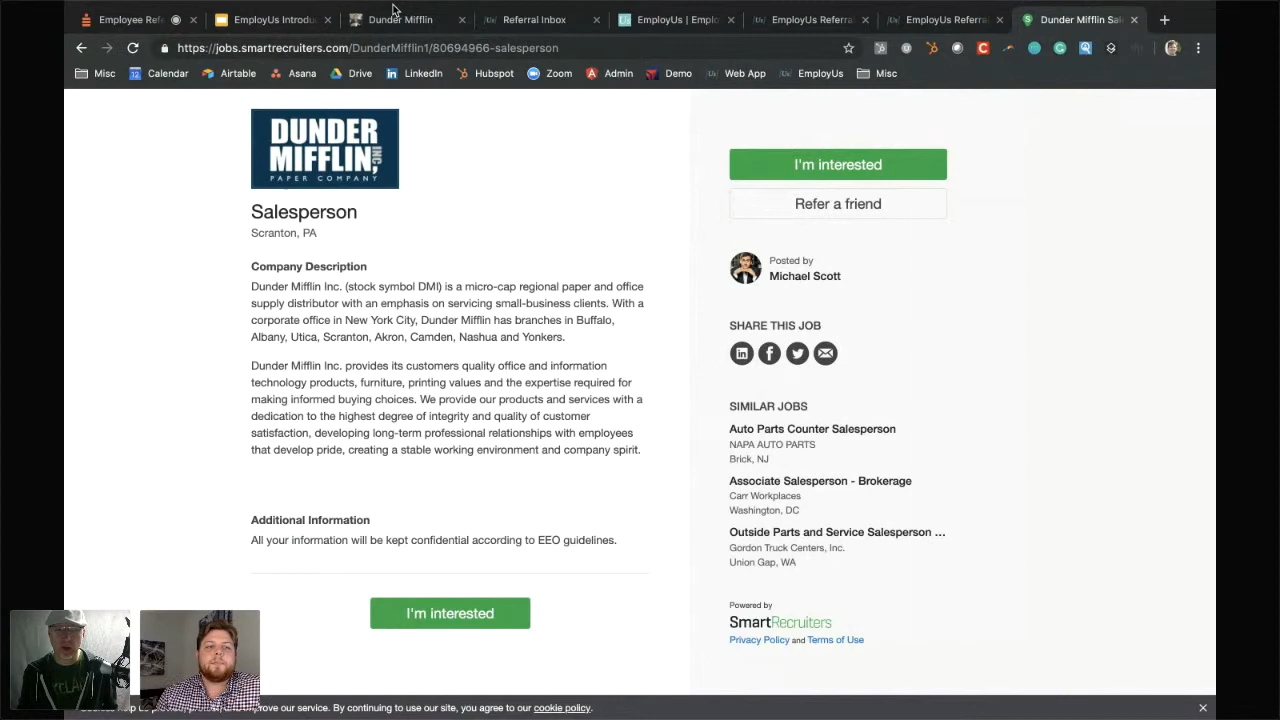 Employee Refe
EmployUs Introdu
Dunder Mifflin
Referral Inbox
EmployUs | Emplo
EmployUs Referra
EmployUs Referra
Dunder Mifflin Sal
https://jobs.smartrecruiters.com/DunderMifflin1/80694966-salesperson
Misc
Calendar
Airtable
Asana
Drive
LinkedIn
Hubspot
Zoom
Admin
Demo
Web App
EmployUs
Misc
DUNDER
MIFFLIN, INC
PAPER COMPANY
Salesperson
Scranton, PA
Company Description
Dunder Mifflin Inc. (stock symbol DMI) is a micro-cap regional paper and office
supply distributor with an emphasis on servicing small-business clients. With a
corporate office in New York City, Dunder Mifflin has branches in Buffalo,
Albany, Utica, Scranton, Akron, Camden, Nashua and Yonkers.
Dunder Mifflin Inc. provides its customers quality office and information
technology products, furniture, printing values and the expertise required for
making informed buying choices. We provide our products and services with a
dedication to the highest degree of integrity and quality of customer
satisfaction, developing long-term professional relationships with employees
that develop pride, creating a stable working environment and company spirit.
Additional Information
All your information will be kept confidential according to EEO guidelines.
I'm interested
I'm interested
Refer a friend
Posted by
Michael Scott
SHARE THIS JOB
SIMILAR JOBS
Auto Parts Counter Salesperson
NAPA AUTO PARTS
Brick, NJ
Associate Salesperson - Brokerage
Carr Workplaces
Washington, DC
Outside Parts and Service Salesperson ...
Gordon Truck Centers, Inc.
Union Gap, WA
Powered by
SmartRecruiters
Privacy Policy and Terms of Use
improve our service. By continuing to use our site, you agree to our cookie policy.